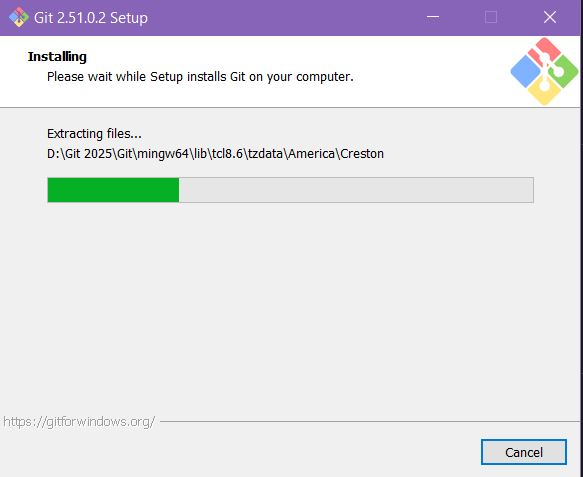 Git 2.51.0.2 Setup
Installing
Please wait while Setup installs Git on your computer.
Extracting files...
D:\Git 2025\Git\mingw64\lib\tcl8.6\tzdata\America\Creston
https://gitforwindows.org/
Cancel